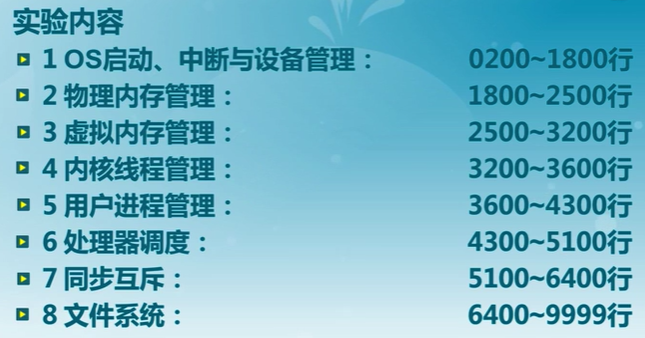 实验内容
1 OS启动、中断与设备管理： 0200~1800行
2 物理内存管理： 1800~2500行
3 虚拟内存管理： 2500~3200行
4 内核线程管理： 3200~3600行
5 用户进程管理： 3600~4300行
6 处理器调度： 4300~5100行
7 同步互斥： 5100~6400行
8 文件系统： 6400~9999行